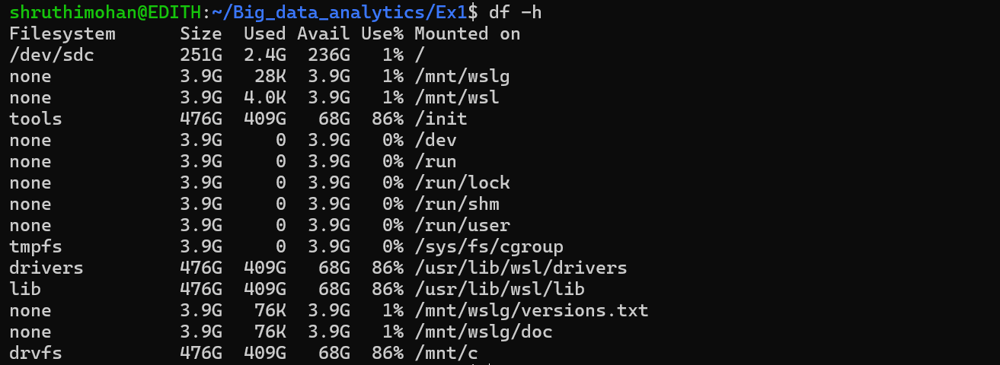 shruthimohan@EDITH:~/Big_data_analytics/Ex1$ df -h
Filesystem      Size  Used Avail Use% Mounted on
/dev/sdc        251G  2.4G  236G   1% /
none            3.9G   28K  3.9G   1% /mnt/wslg
none            3.9G  4.0K  3.9G   1% /mnt/wsl
tools           476G  409G   68G  86% /init
none            3.9G     0  3.9G   0% /dev
none            3.9G     0  3.9G   0% /run
none            3.9G     0  3.9G   0% /run/lock
none            3.9G     0  3.9G   0% /run/shm
none            3.9G     0  3.9G   0% /run/user
tmpfs           3.9G     0  3.9G   0% /sys/fs/cgroup
drivers         476G  409G   68G  86% /usr/lib/wsl/drivers
lib             476G  409G   68G  86% /usr/lib/wsl/lib
none            3.9G   76K  3.9G   1% /mnt/wslg/versions.txt
none            3.9G   76K  3.9G   1% /mnt/wslg/doc
drvfs           476G  409G   68G  86% /mnt/c